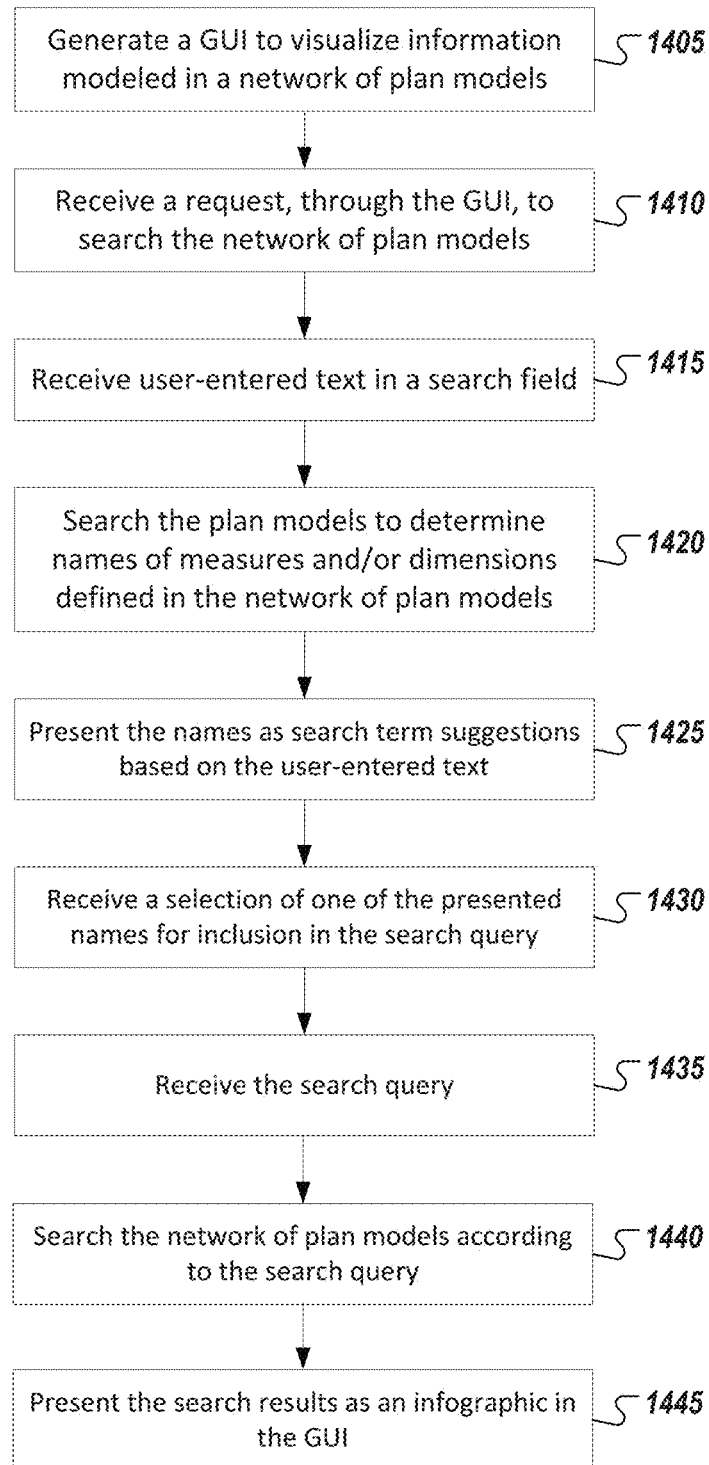 Generate a GUI to visualize information
modeled in a network of plan models
1405
Receive a request, through the GUI, to
search the network of plan models
1410
Receive user-entered text in a search field
1415
Search the plan models to determine
names of measures and/or dimensions
defined in the network of plan models
1420
Present the names as search term suggestions
based on the user-entered text
1425
Receive a selection of one of the presented
names for inclusion in the search query
1430
Receive the search query
1435
Search the network of plan models according
to the search query
1440
Present the search results as an infographic in
the GUI
1445